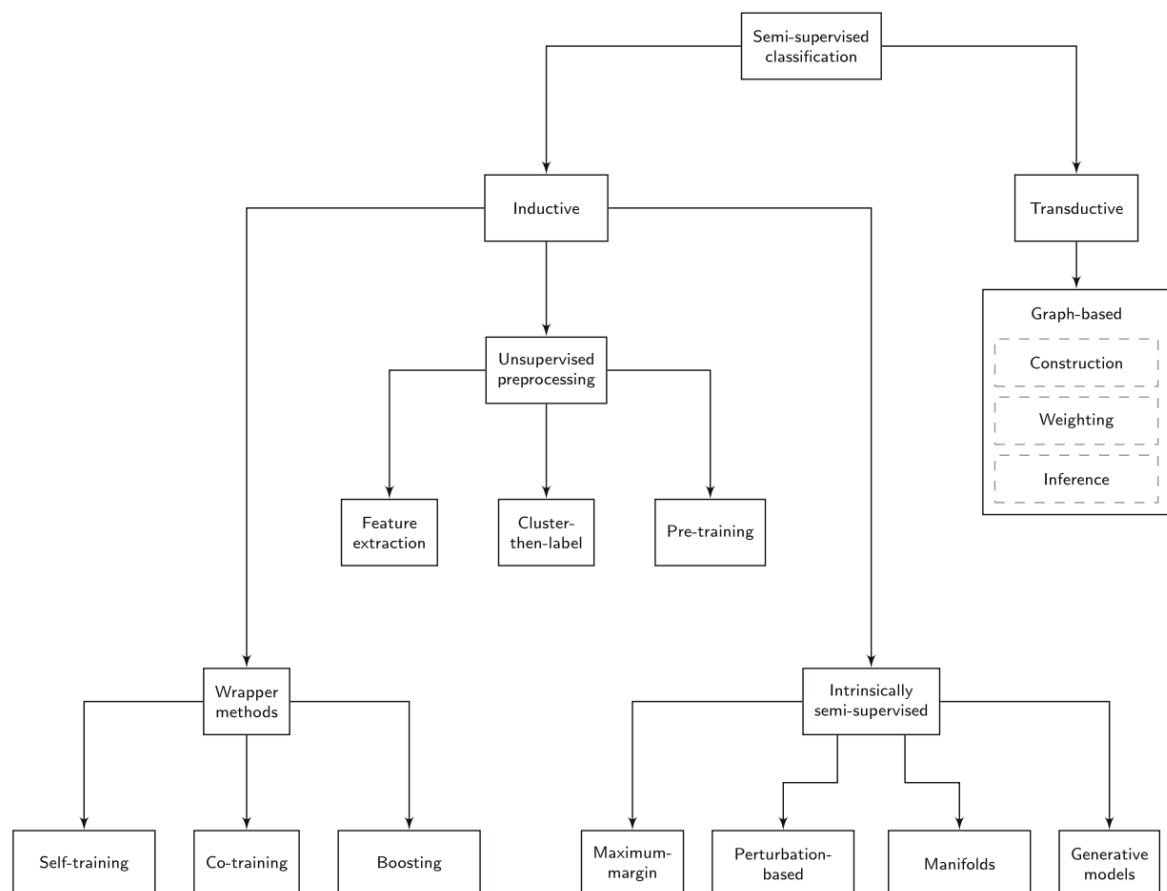 Semi-supervised
classification
Inductive
Transductive
Graph-based
Construction
Weighting
Inference
Unsupervised
preprocessing
Feature
extraction
Cluster-
then-label
Pre-training
Wrapper
methods
Intrinsically
semi-supervised
Self-training
Co-training
Boosting
Maximum-
margin
Perturbation-
based
Manifolds
Generative
models